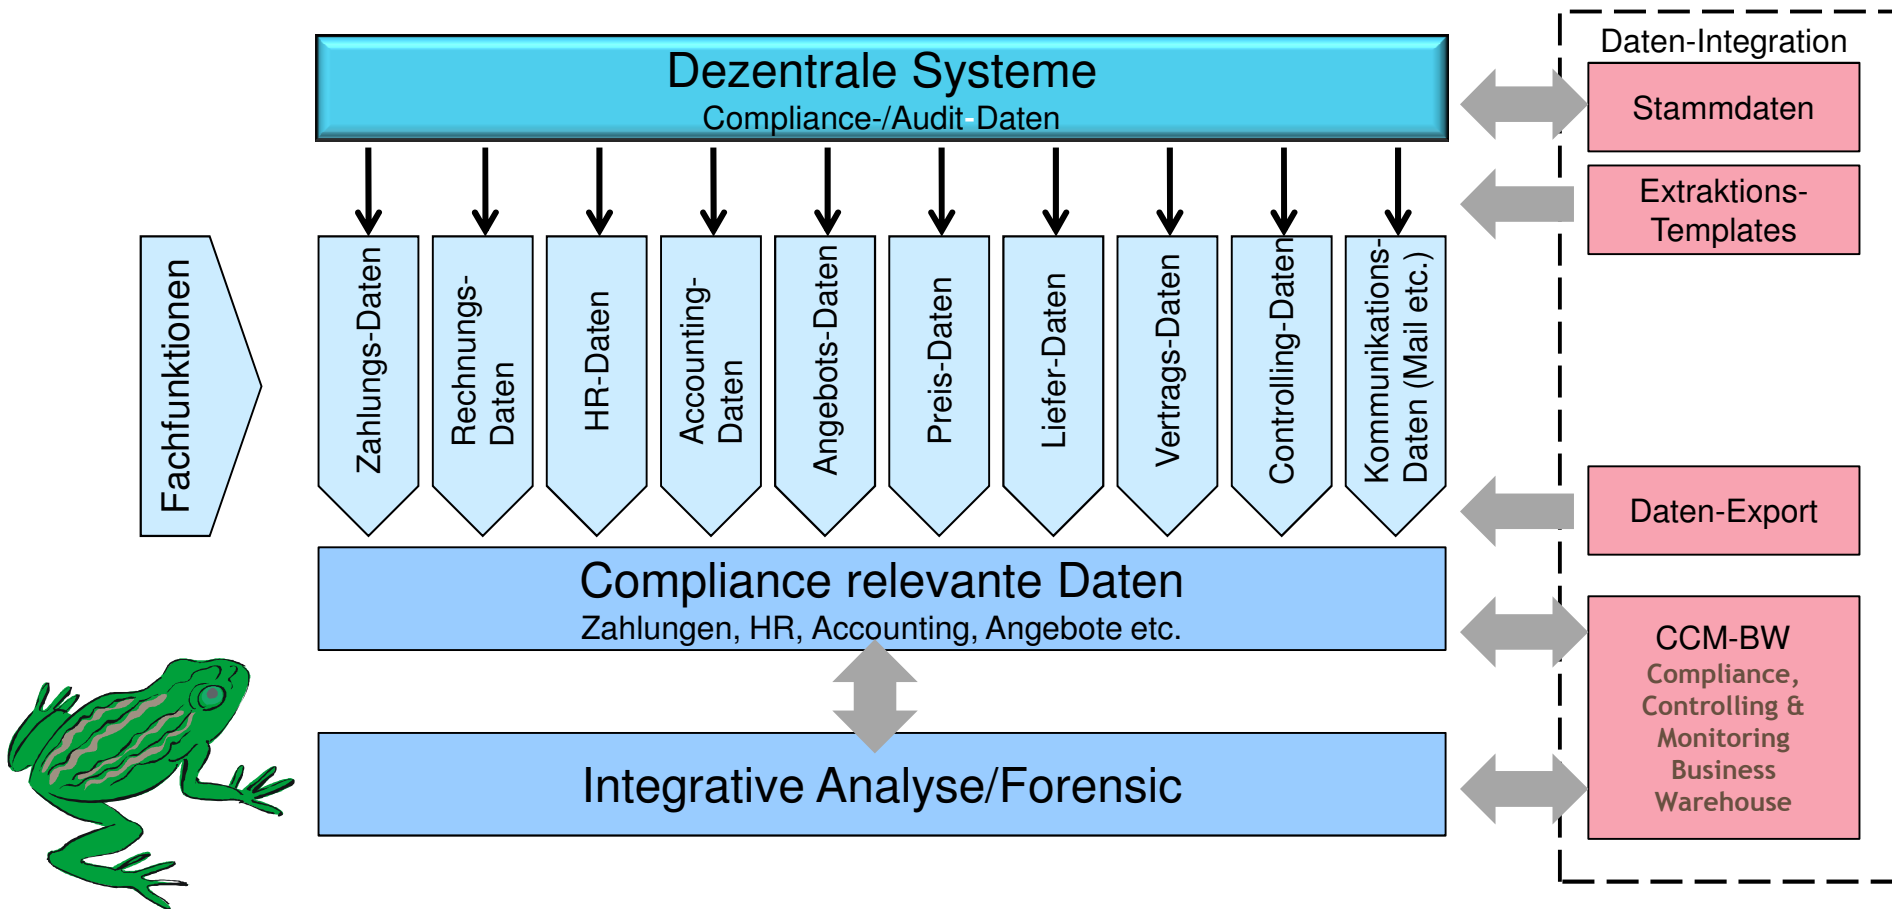 Dezentrale Systeme
Compliance-/Audit-Daten
Fachfunktionen
Zahlungs-Daten
Rechnungs-
Daten
HR-Daten
Accounting-
Daten
Angebots-Daten
Preis-Daten
Liefer-Daten
Vertrags-Daten
Controlling-Daten
Kommunikations-
Daten (Mail etc.)
Compliance relevante Daten
Zahlungen, HR, Accounting, Angebote etc.
Integrative Analyse/Forensic
Daten-Integration
Stammdaten
Extraktions-
Templates
Daten-Export
CCM-BW
Compliance,
Controlling &
Monitoring
Business
Warehouse